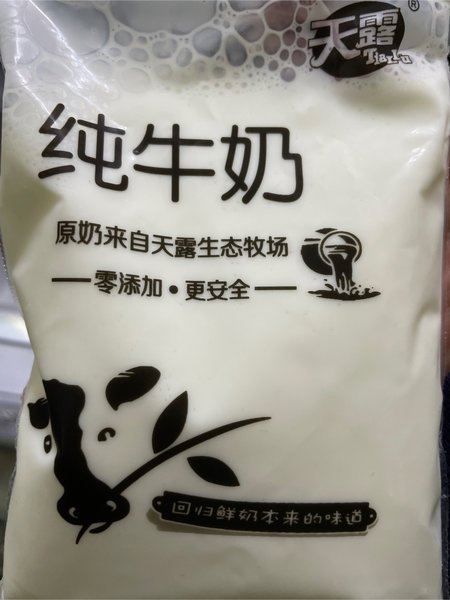 天露®
TianLu
纯牛奶
原奶来自天露生态牧场
零添加·更安全
回归鲜奶本来的味道